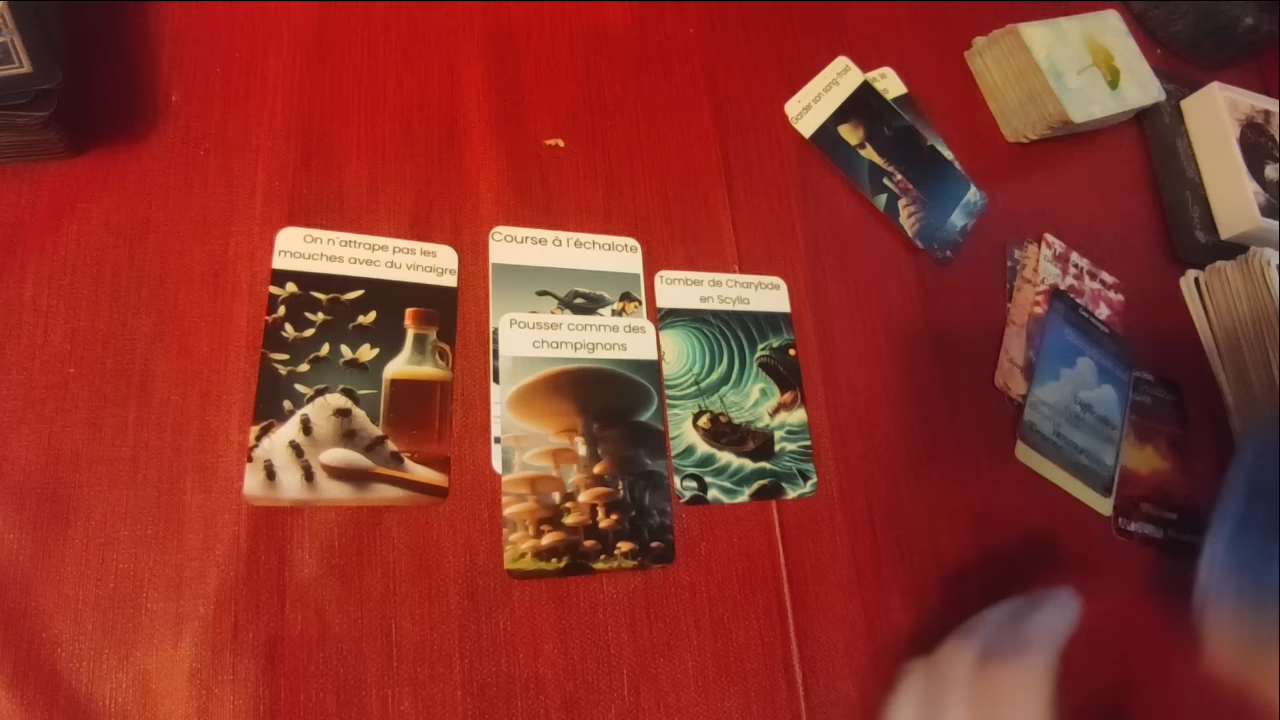 On n'attrape pas les
mouches avec du vinaigre
Course à l'échalote
Pousser comme des
champignons
Tomber de Charybde
en Scylla
Garder son sang-froid